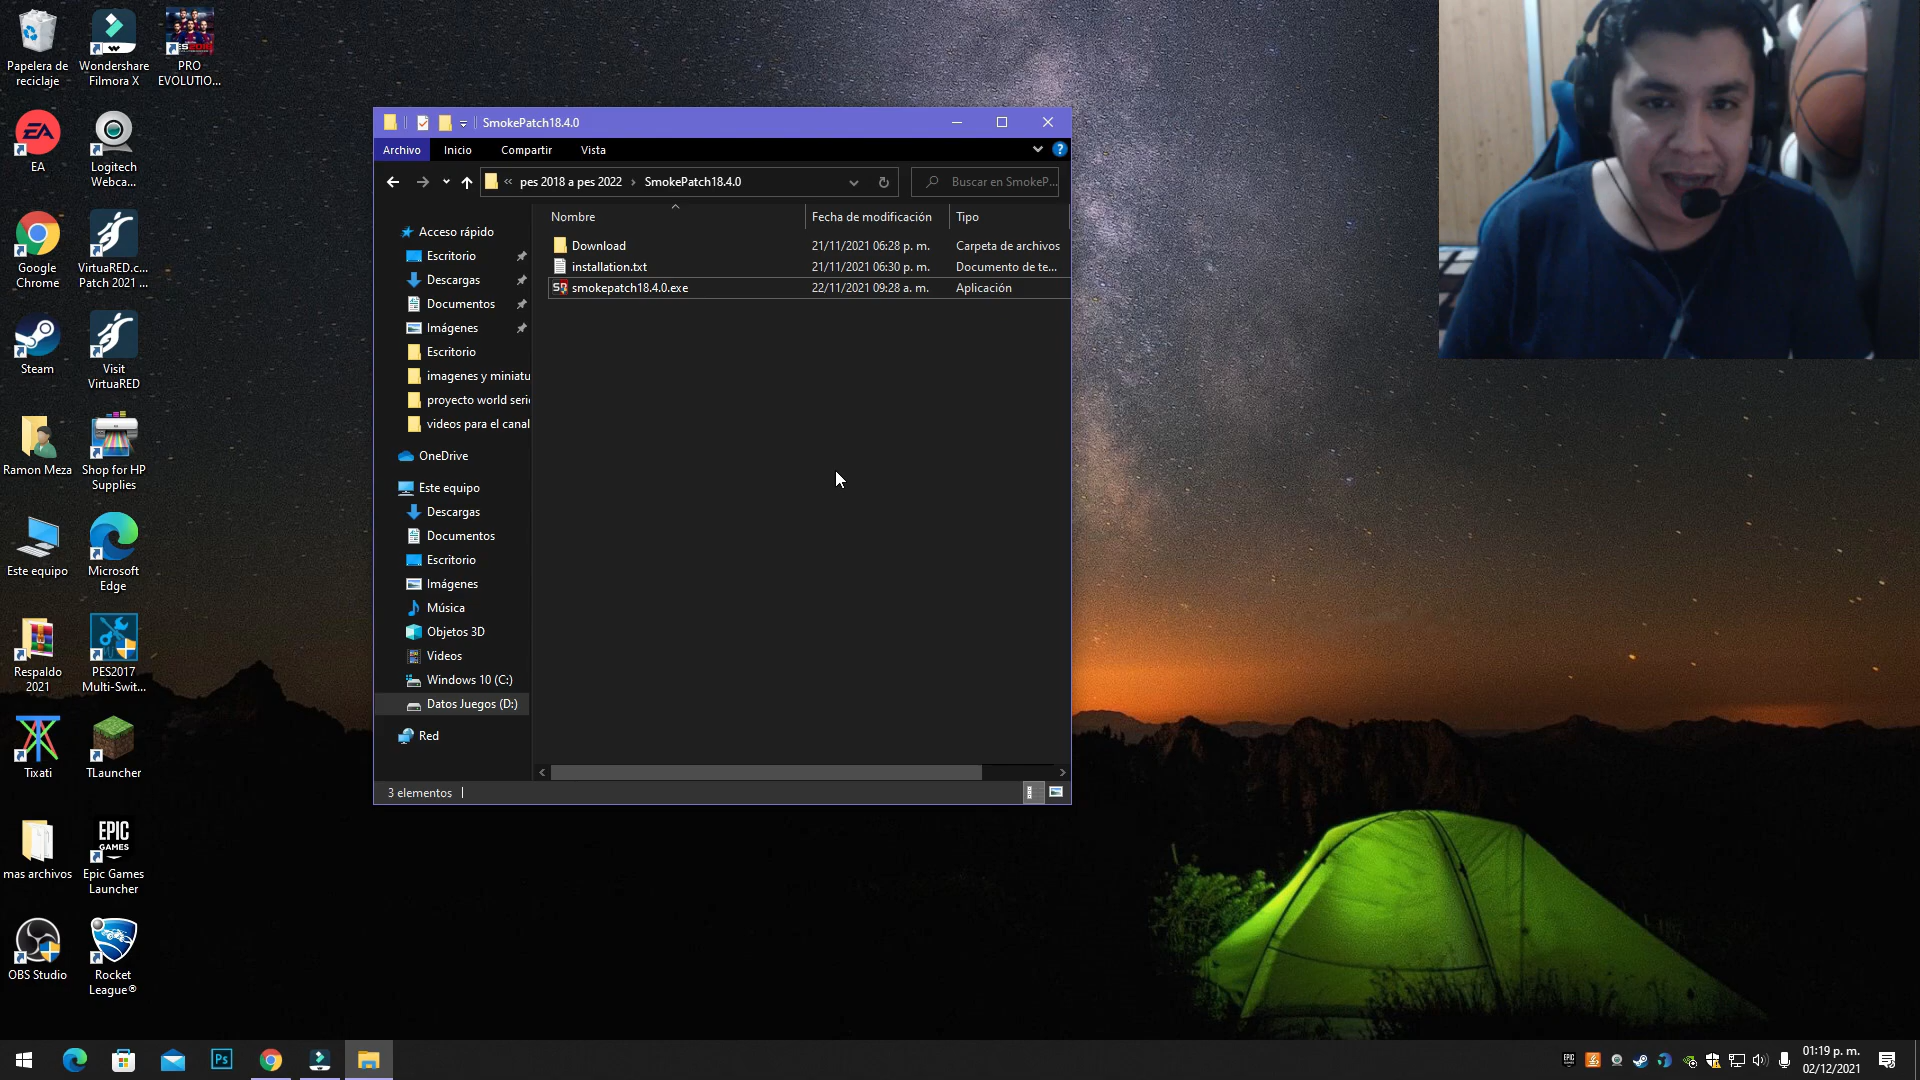 Papelera de
reciclaje
Wondershare
Filmora X
PRO
EVOLUTIO...
EA
EA
Logitech
Webca...
Google
Chrome
VirtuaRED.c...
Patch 2021 ...
Steam
Visit
VirtuaRED
Ramon Meza
Shop for HP
Supplies
Este equipo
Microsoft
Edge
Respaldo
2021
PES2017
Multi-Swit...
Tixati
TLauncher
mas archivos
EPIC
GAMES
Epic Games
Launcher
OBS Studio
Rocket
League®
SmokePatch18.4.0
Archivo
Inicio
Compartir
Vista
?
«
pes 2018 a pes 2022
SmokePatch18.4.0
Buscar en SmokeP...
Nombre
Fecha de modificación
Tipo
Download
21/11/2021 06:28 p. m.
Carpeta de archivos
installation.txt
21/11/2021 06:30 p. m.
Documento de te...
smokepatch18.4.0.exe
22/11/2021 09:28 a. m.
Aplicación
Acceso rápido
Escritorio
Descargas
Documentos
Imágenes
Escritorio
imagenes y miniatu
proyecto world seri
videos para el canal
OneDrive
Este equipo
Descargas
Documentos
Escritorio
Imágenes
Música
Objetos 3D
Videos
Windows 10 (C:)
Datos Juegos (D:)
Red
3 elementos
Ps
EPIC
01:19 p. m.
02/12/2021